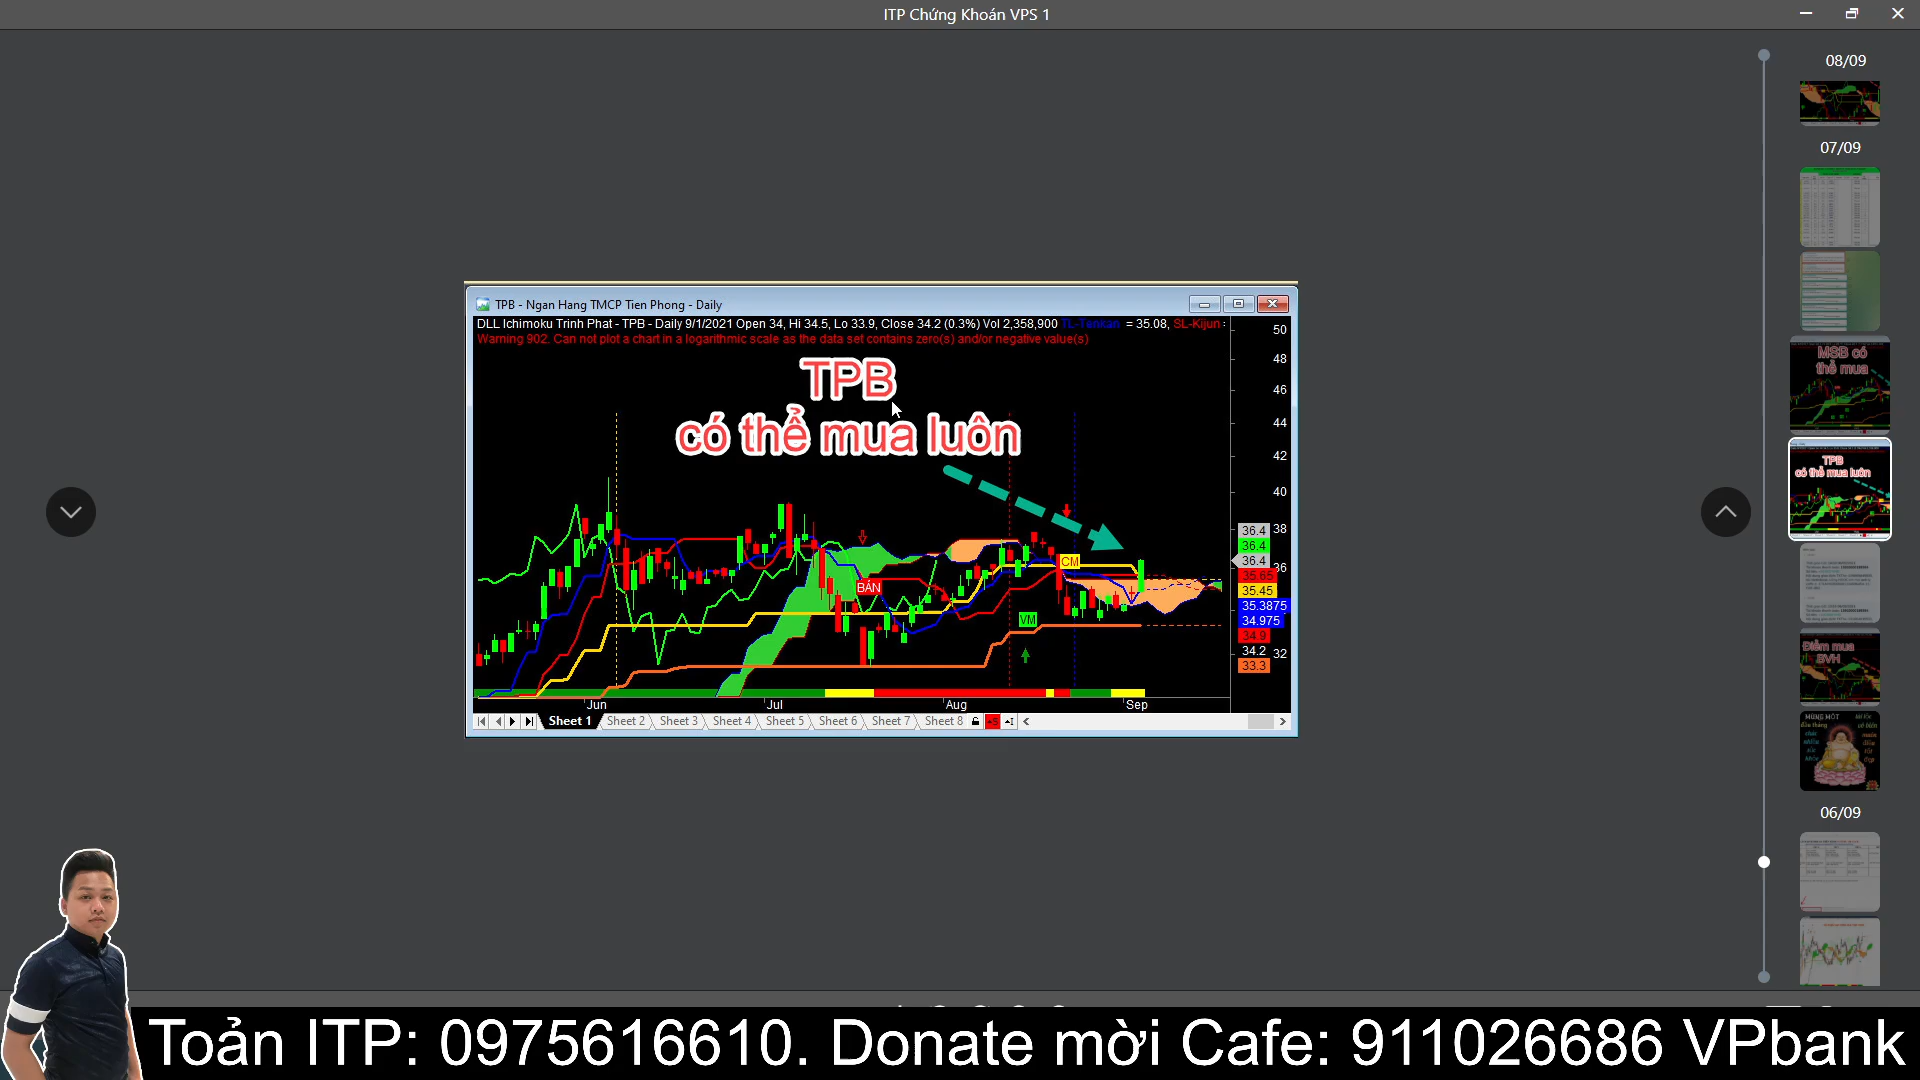 ITP Chứng Khoán VPS 1
08/09
07/09
MSB có
thể mua
TPB
có thể mua luôn
Điểm mua
BVH
MÙNG MỘT
06/09
TPB - Ngan Hang TMCP Tien Phong - Daily
DLL Ichimoku Trinh Phat - TPB - Daily 9/1/2021 Open 34, Hi 34.5, Lo 33.9, Close 34.2 (0.3%) Vol 2,358,900 TL-Tenkan = 35.08, SL-Kijun
Warning 902. Can not plot a chart in a logarithmic scale as the data set contains zero(s) and/or negative value(s)
TPB
có thể mua luôn
50
48
46
44
42
40
38
36
32
36.4
36.4
36.4
35.65
35.45
35.3875
34.975
34.9
34.2
33.3
BÁN
CM
VM
Jun
Jul
Aug
Sep
Sheet 1
Sheet 2
Sheet 3
Sheet 4
Sheet 5
Sheet 6
Sheet 7
Sheet 8
Toản ITP: 0975616610. Donate mời Cafe: 911026686 VPbank